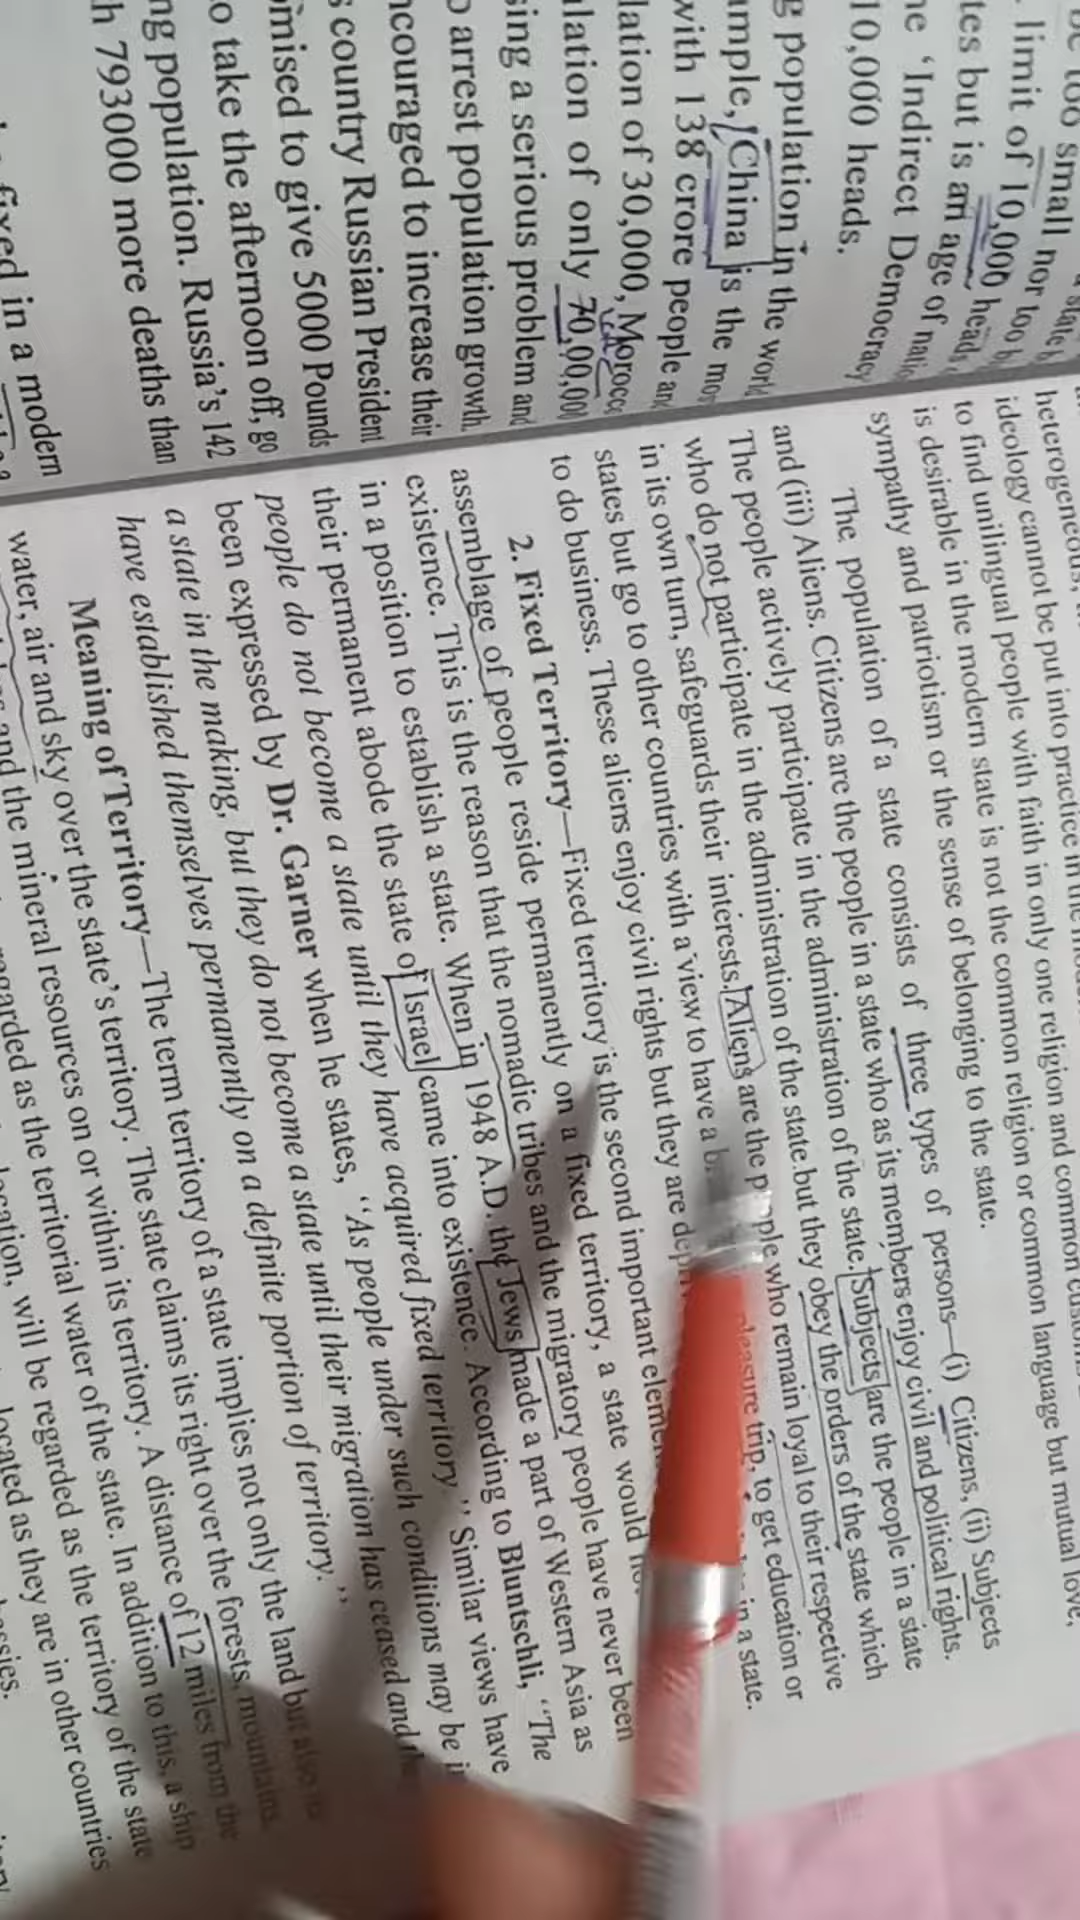 be too small nor too b
limit of 10,000 heads
tes but is an age of natio
ne 'Indirect Democracy
10,000 heads.
g population in the world
ample, China is the mo
with 138 crore people an
lation of 30,000, Morocco
lation of only 70,00,000
sing a serious problem and
o arrest population growth.
ncouraged to increase their
s country Russian President
omised to give 5000 Pounds
o take the afternoon off, go
ng population. Russia's 142
h 793000 more deaths than
fixed in a modern
heterogeneous,
ideology cannot be put into practice in the
to find unilingual people with faith in only one religion and common
is desirable in the modern state is not the common religion or common language but mutual love,
sympathy and patriotism or the sense of belonging to the state.
The population of a state consists of three types of persons—(i) Citizens, (ii) Subjects
and (iii) Aliens. Citizens are the people in a state who as its members enjoy civil and political rights.
The people actively participate in the administration of the state. Subjects are the people in a state
who do not participate in the administration of the state but they obey the orders of the state which
in its own turn, safeguards their interests. Aliens are the people who remain loyal to their respective
states but go to other countries with a view to have a pleasure trip, to get education or
to do business. These aliens enjoy civil rights but they are in a state.
2. Fixed Territory—Fixed territory is the second important element
assemblage of people reside permanently on a fixed territory, a state would
existence. This is the reason that the nomadic tribes and the migratory people have never been
in a position to establish a state. When in 1948 A.D. the Jews made a part of Western Asia as
their permanent abode the state of Israel came into existence. According to Bluntschli, ''The
people do not become a state until they have acquired fixed territory.'' Similar views have
been expressed by Dr. Garner when he states, ''As people under such conditions may be
a state in the making, but they do not become a state until their migration has ceased and
have established themselves permanently on a definite portion of territory.''
Meaning of Territory—The term territory of a state implies not only the land but also
water, air and sky over the state's territory. The state claims its right over the forests, mountains,
and the mineral resources on or within its territory. A distance of 12 miles from the
regarded as the territorial water of the state. In addition to this, a ship
location, will be regarded as the territory of the state
located as they are in other countries